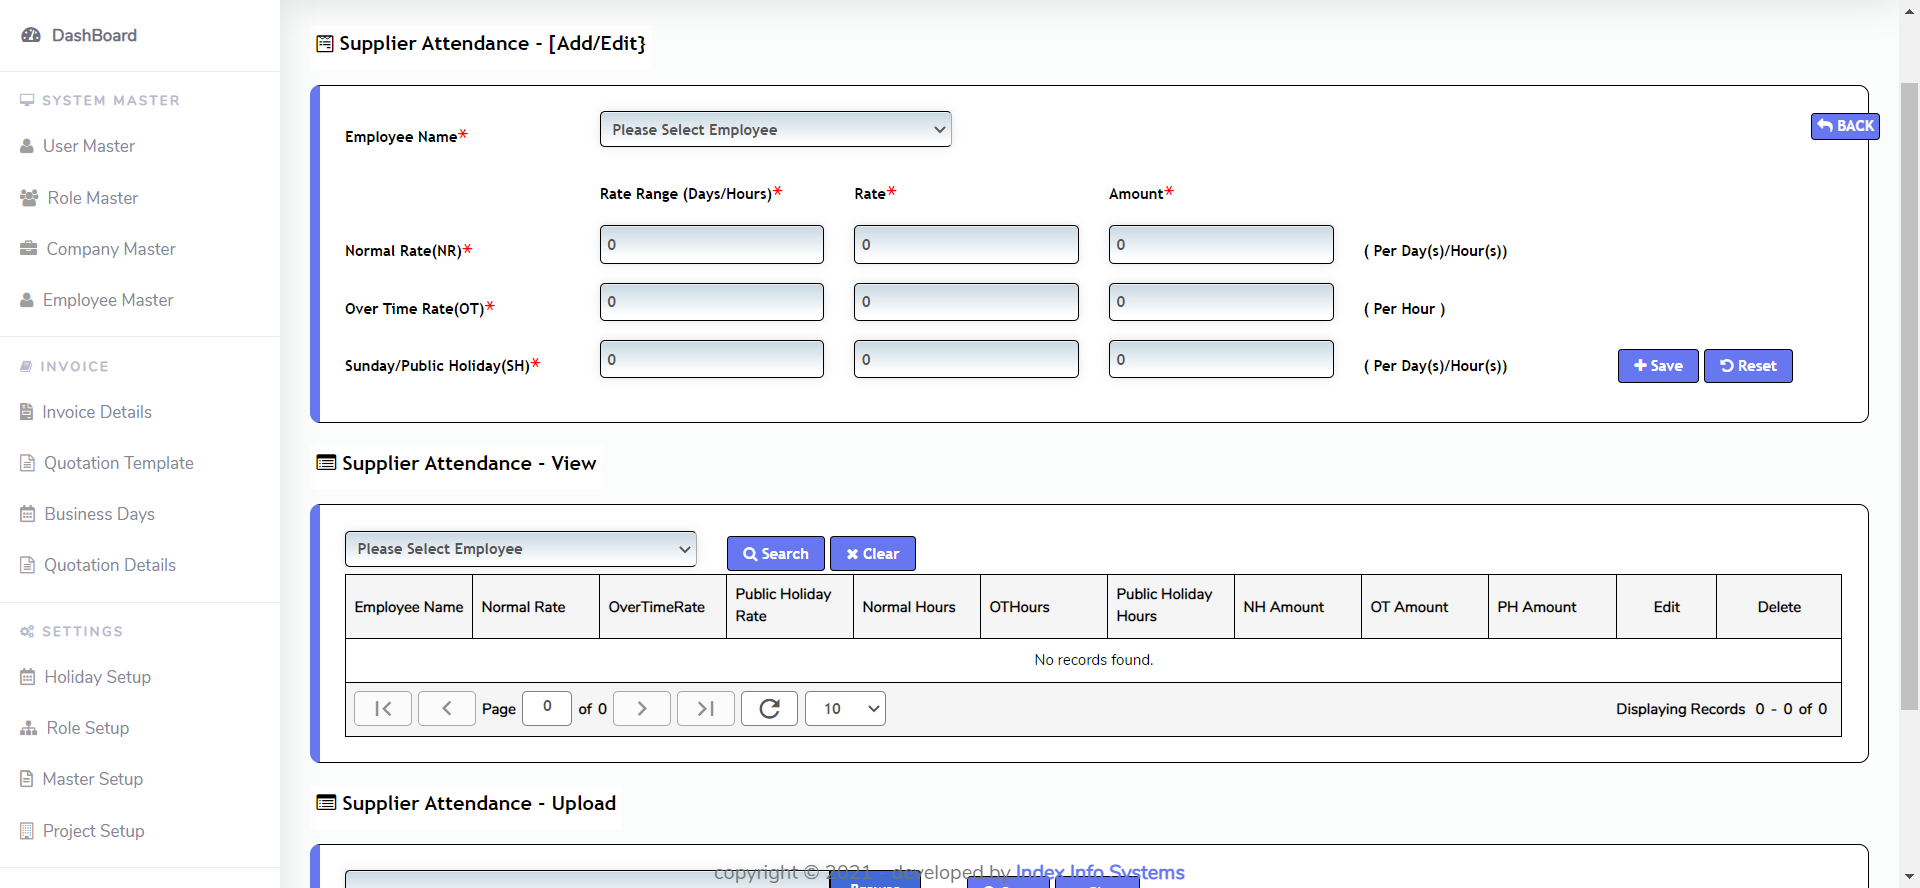 DashBoard
SYSTEM MASTER
User Master
Role Master
Company Master
Employee Master
INVOICE
Invoice Details
Quotation Template
Business Days
Quotation Details
SETTINGS
Holiday Setup
Role Setup
Master Setup
Project Setup
Supplier Attendance - [Add/Edit}
Employee Name*
Please Select Employee
BACK
Rate Range (Days/Hours)* Rate* Amount*
Normal Rate(NR)* 0 0 0 ( Per Day(s)/Hour(s))
Over Time Rate(OT)* 0 0 0 ( Per Hour )
Sunday/Public Holiday(SH)* 0 0 0 ( Per Day(s)/Hour(s)) Save Reset
Supplier Attendance - View
Please Select Employee Search Clear
Employee Name Normal Rate OverTimeRate Public Holiday Rate Normal Hours OTHours Public Holiday Hours NH Amount OT Amount PH Amount Edit Delete
No records found.
Page 0 of 0 10 Displaying Records 0 - 0 of 0
Supplier Attendance - Upload
copyright © 2021 - developed by Index Info Systems